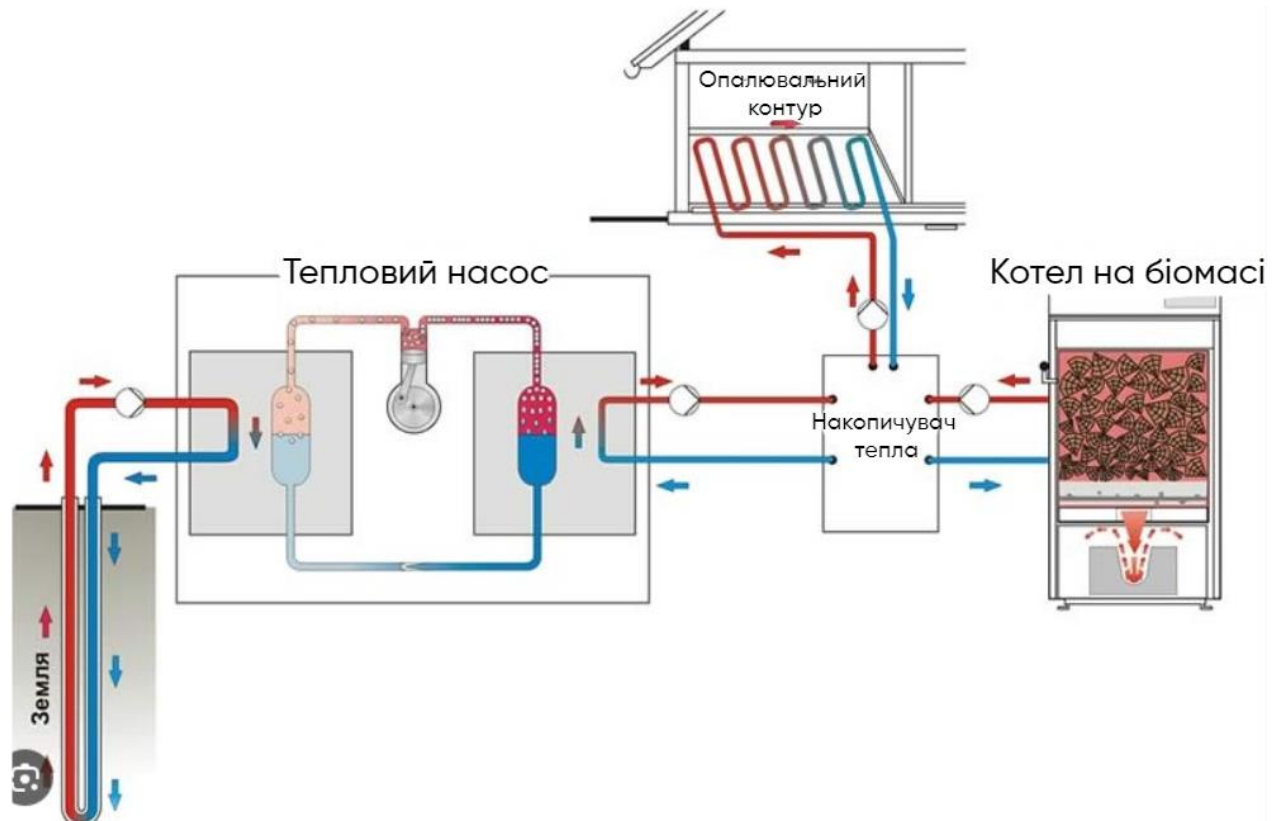 Опалювальний
контур
Тепловий насос
Котел на біомасі
Накопичувач
тепла
Земля